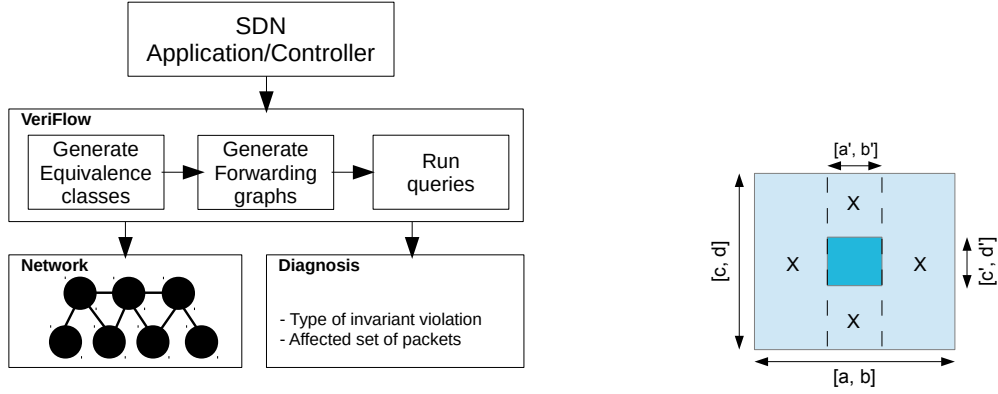 SDN
Application/Controller
VeriFlow
Generate
Equivalence
classes
Generate
Forwarding
graphs
Run
queries
Network
Diagnosis
- Type of invariant violation
- Affected set of packets
[a', b']
X
[c, d]
X
X
[c', d']
X
[a, b]